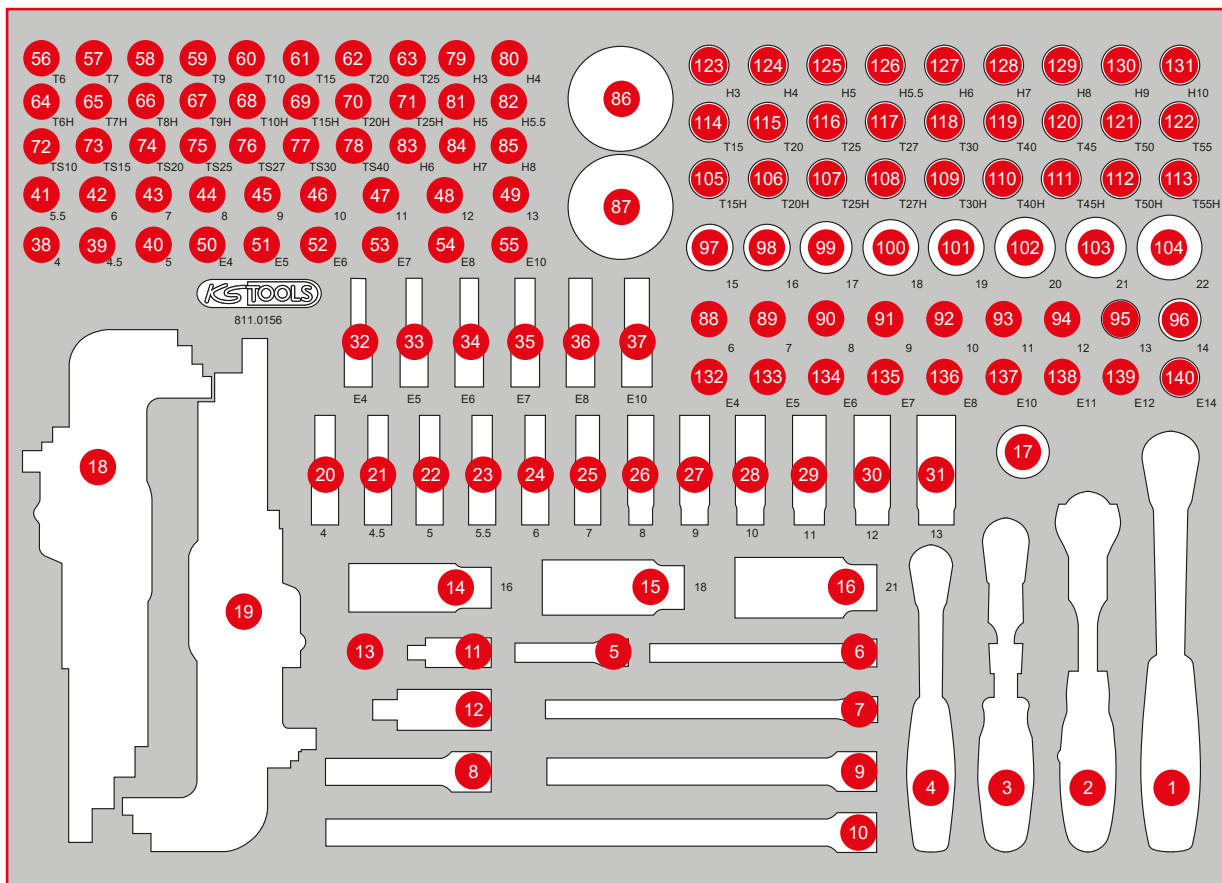 56 57 58 59 60 61 62 63 79 80
T6 T7 T8 T9 T10 T15 T20 T25 H3 H4
64 65 66 67 68 69 70 71 81 82
T6H T7H T8H T9H T10H T15H T20H T25H H5 H5.5
72 73 74 75 76 77 78 83 84 85
TS10 TS15 TS20 TS25 TS27 TS30 TS40 H6 H7 H8
41 42 43 44 45 46 47 48 49
5.5 6 7 8 9 10 11 12 13
38 39 40 50 51 52 53 54 55
4 4.5 5 E4 E5 E6 E7 E8 E10
86
87
123 124 125 126 127 128 129 130 131
H3 H4 H5 H5.5 H6 H7 H8 H9 H10
114 115 116 117 118 119 120 121 122
T15 T20 T25 T27 T30 T40 T45 T50 T55
105 106 107 108 109 110 111 112 113
T15H T20H T25H T27H T30H T40H T45H T50H T55H
97 98 99 100 101 102 103 104
15 16 17 18 19 20 21 22
88 89 90 91 92 93 94 95 96
6 7 8 9 10 11 12 13 14
132 133 134 135 136 137 138 139 140
E4 E5 E6 E7 E8 E10 E11 E12 E14
KS TOOLS
811.0156
32 33 34 35 36 37
E4 E5 E6 E7 E8 E10
18
17
20 21 22 23 24 25 26 27 28 29 30 31
4 4.5 5 5.5 6 7 8 9 10 11 12 13
19
14 16 15 18 16 21
13 11 5 6
12 7
8 9
10
4 3 2 1